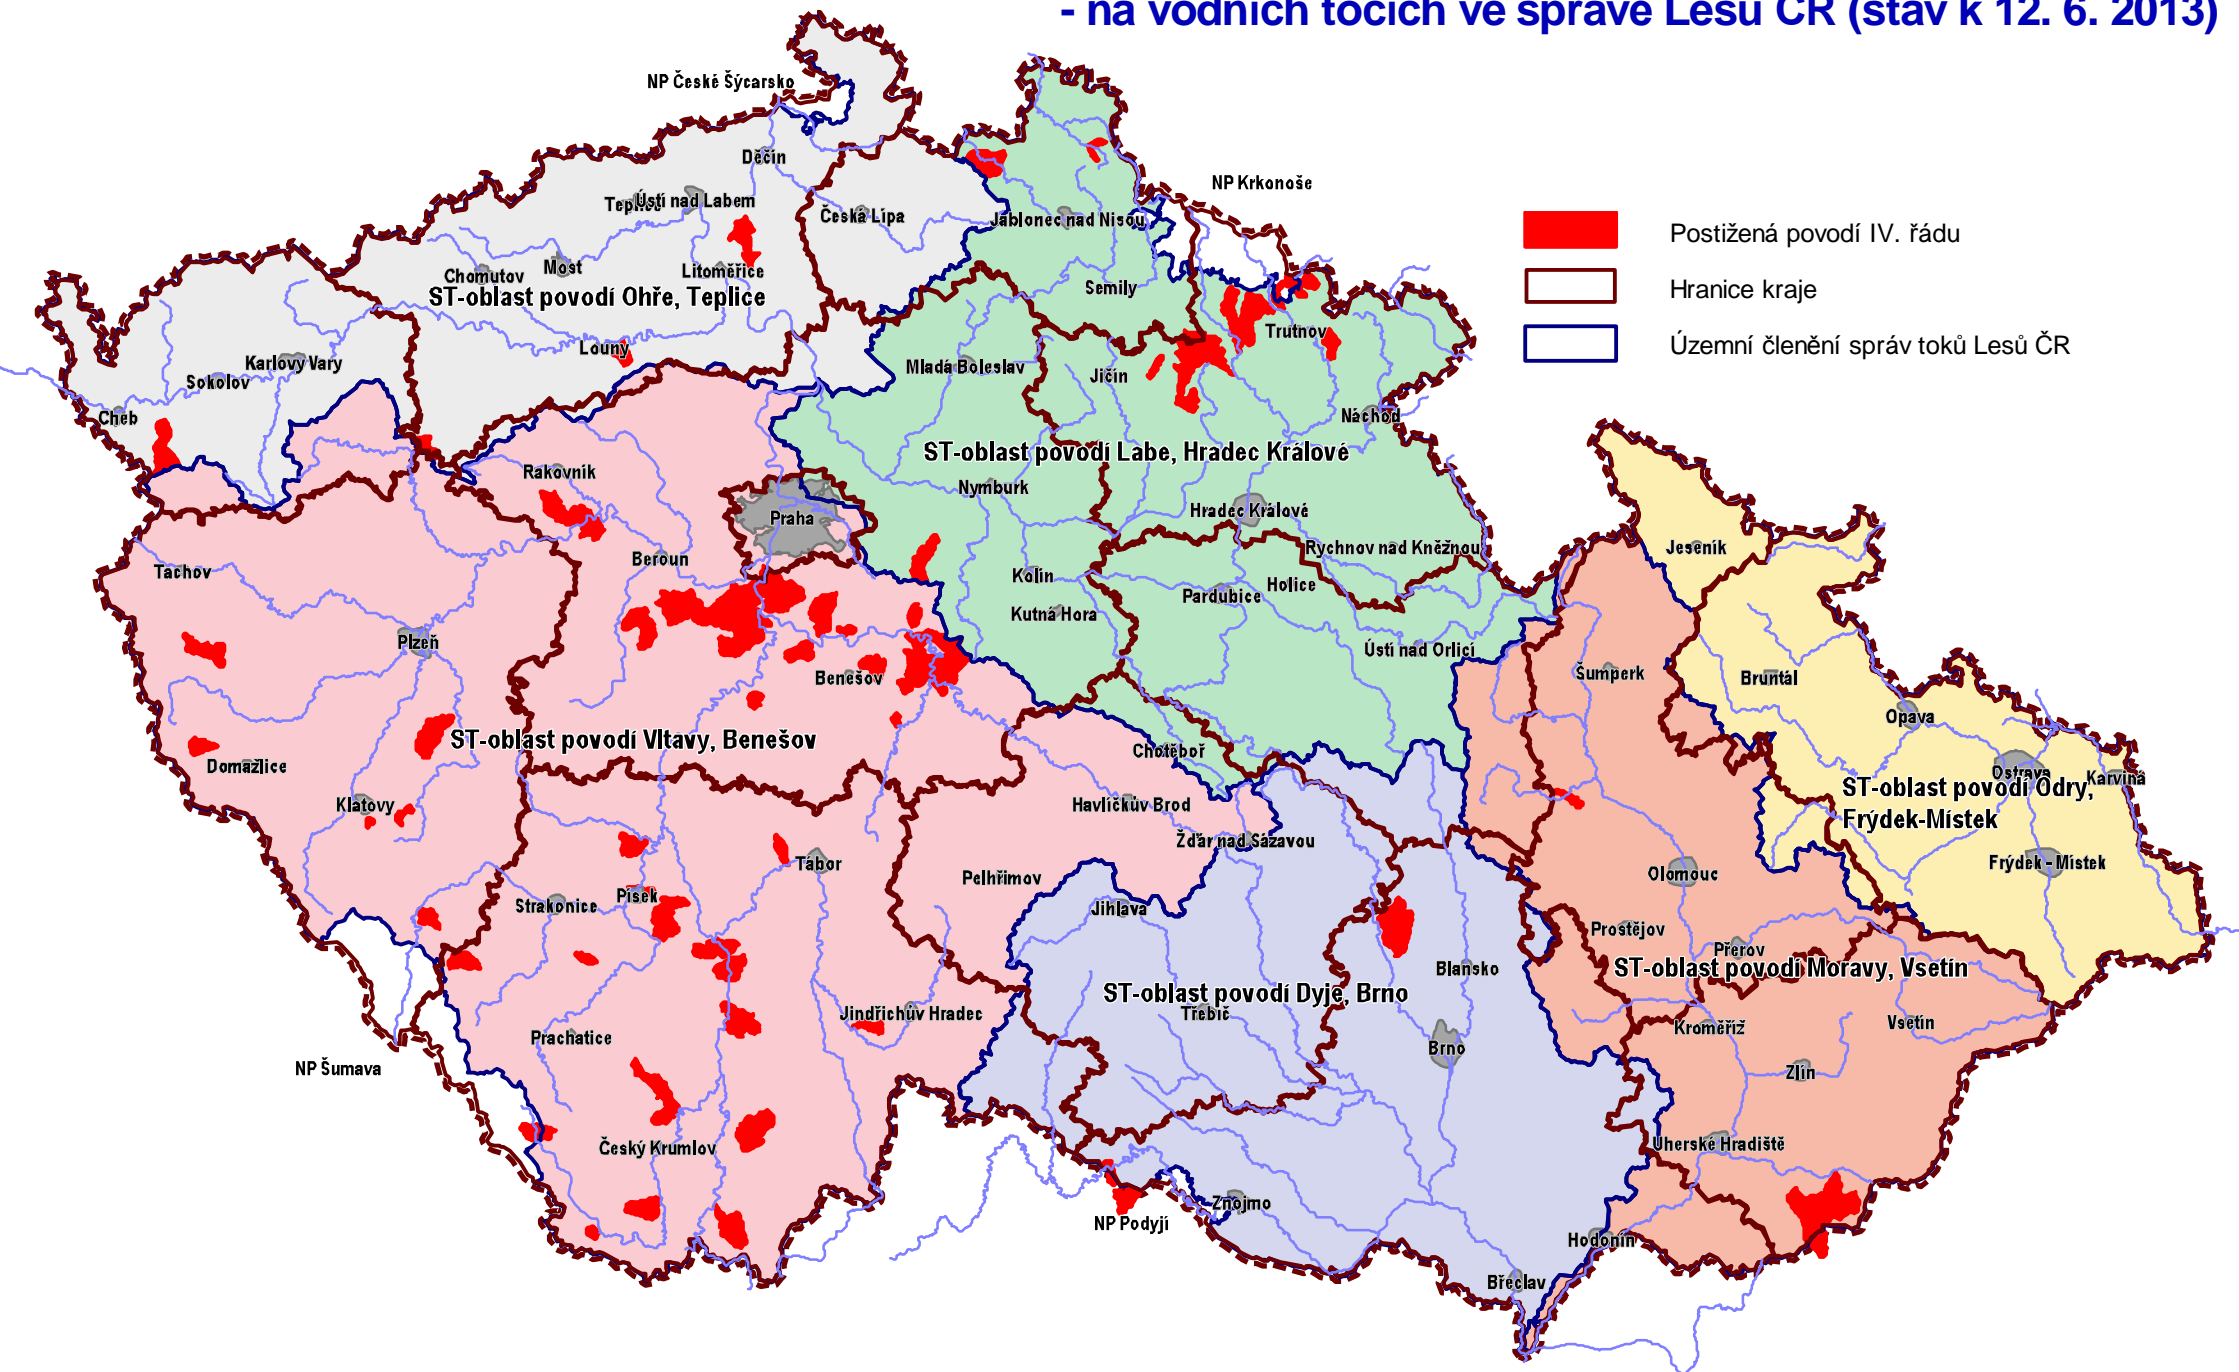 - na vodních tocích ve správě Lesů ČR (stav k 12. 6. 2013)
NP České Šýcarsko
Děčín
NP Krkonoše
Teplice
Ústí nad Labem
Česká Lípa
Jablonec nad Nisou
Postižená povodí IV. řádu
Chomutov
Most
Litoměřice
ST-oblast povodí Ohře, Teplice
Semily
Hranice kraje
Trutnov
Louny
Karlovy Vary
Sokolov
Mladá Boleslav
Jičín
Územní členění správ toků Lesů ČR
Cheb
Náchod
ST-oblast povodí Labe, Hradec Králové
Rakovník
Nymburk
Praha
Hradec Králové
Rychnov nad Kněžnou
Jeseník
Tachov
Beroun
Kolín
Pardubice
Holice
Kutná Hora
Plzeň
Ústí nad Orlicí
Benešov
Šumperk
Bruntál
Opava
ST-oblast povodí Vltavy, Benešov
Chotěboř
Domažlice
Ostrava
Karviná
ST-oblast povodí Odry,
Frýdek-Místek
Klatovy
Havlíčkův Brod
Žďár nad Sázavou
Tábor
Frýdek - Místek
Pelhřimov
Olomouc
Strakonice
Písek
Jihlava
Prostějov
Přerov
Blansko
ST-oblast povodí Moravy, Vsetín
ST-oblast povodí Dyje, Brno
Třebíč
Jindřichův Hradec
Kroměříž
Vsetín
Prachatice
Brno
NP Šumava
Zlín
Český Krumlov
Uherské Hradiště
Znojmo
NP Podyjí
Hodonín
Břeclav